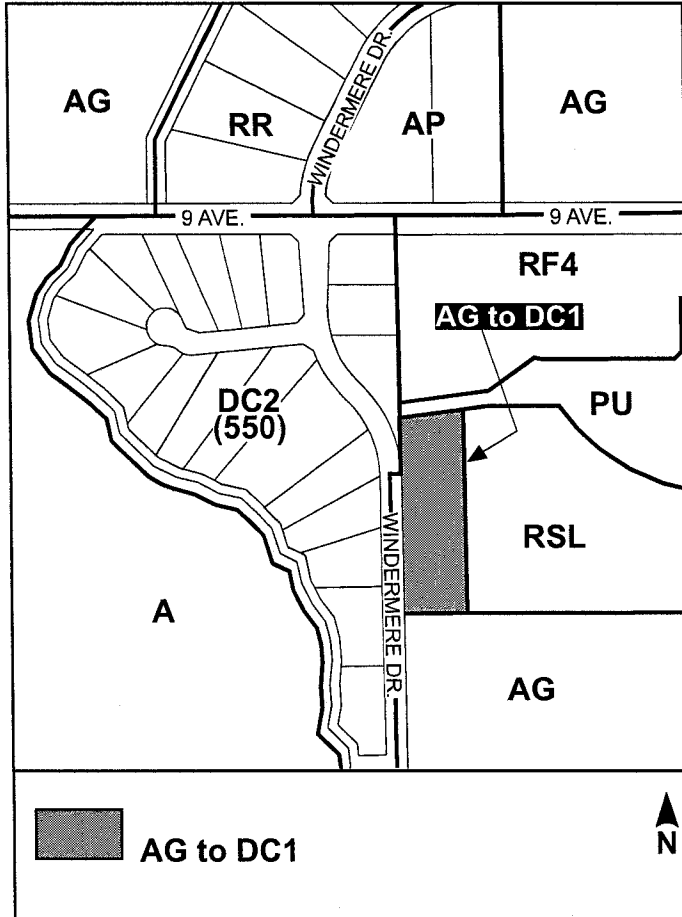 AG
RR
WINDERMERE DR.
AP
AG
9 AVE.
9 AVE.
RF4
AG to DC1
DC2
(550)
PU
WINDERMERE DR.
RSL
A
AG
AG to DC1
N